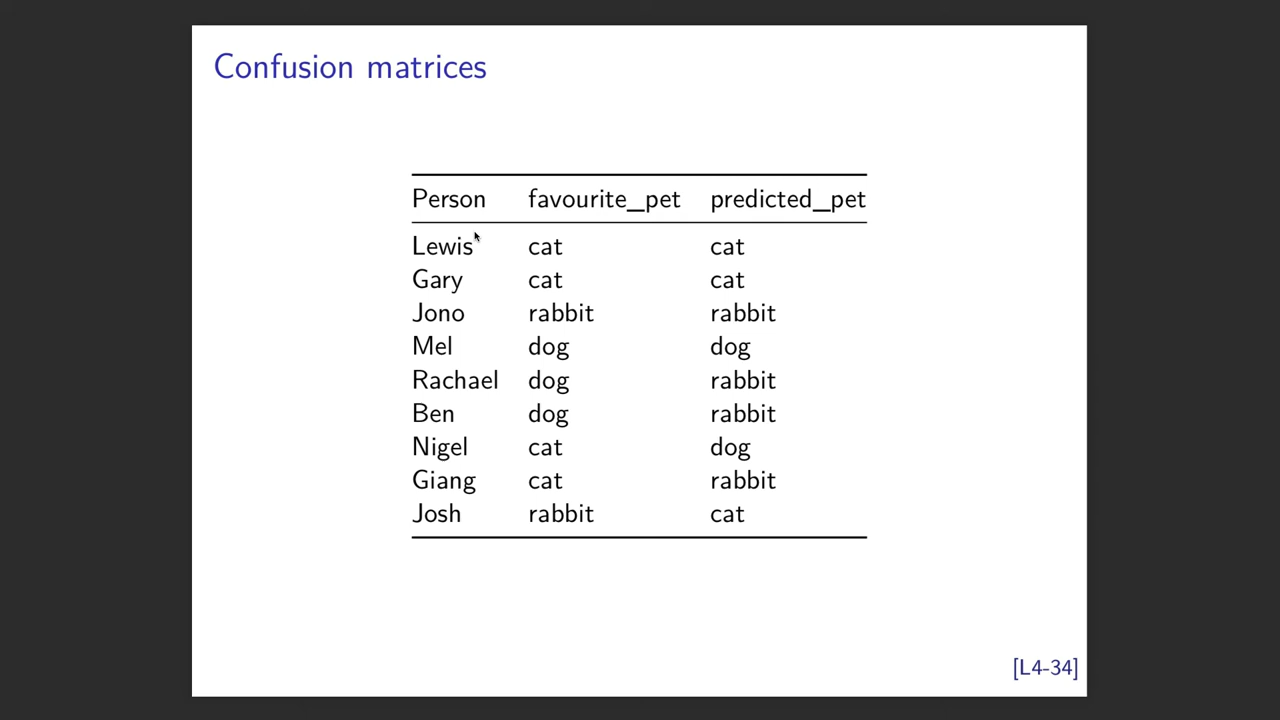 Confusion matrices
Person favourite_pet predicted_pet
Lewis cat cat
Gary cat cat
Jono rabbit rabbit
Mel dog dog
Rachael dog rabbit
Ben dog rabbit
Nigel cat dog
Giang cat rabbit
Josh rabbit cat
[L4-34]